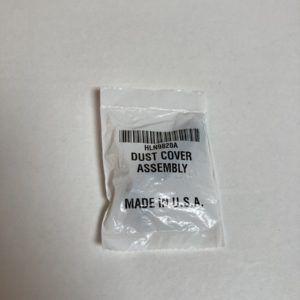 HLN9820A
DUST COVER
ASSEMBLY
MADE IN U.S.A.